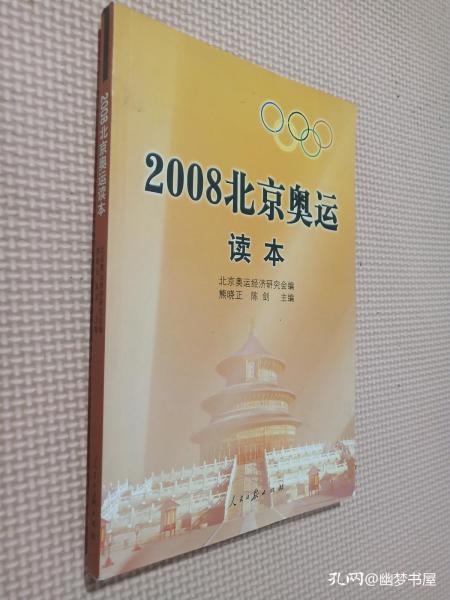 2008北京奥运
读本
北京奥运经济研究会编
熊晓正 陈剑 主编
人民日报出版社
2008北京奥运读本
孔网@幽梦书屋